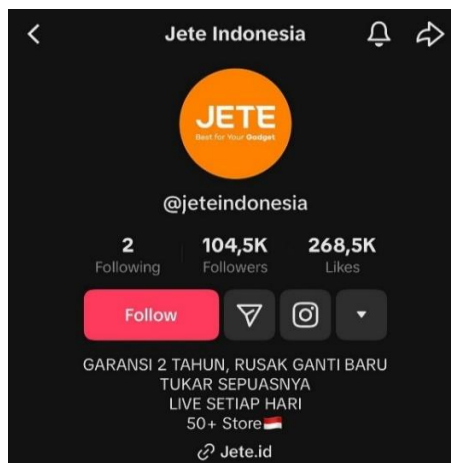 Jete Indonesia
JETE
Best for Your Gadget
@jeteindonesia
2 104,5K 268,5K
Following Followers Likes
Follow
GARANSI 2 TAHUN, RUSAK GANTI BARU
TUKAR SEPUASNYA
LIVE SETIAP HARI
50+ Store🇮🇩
Jete.id